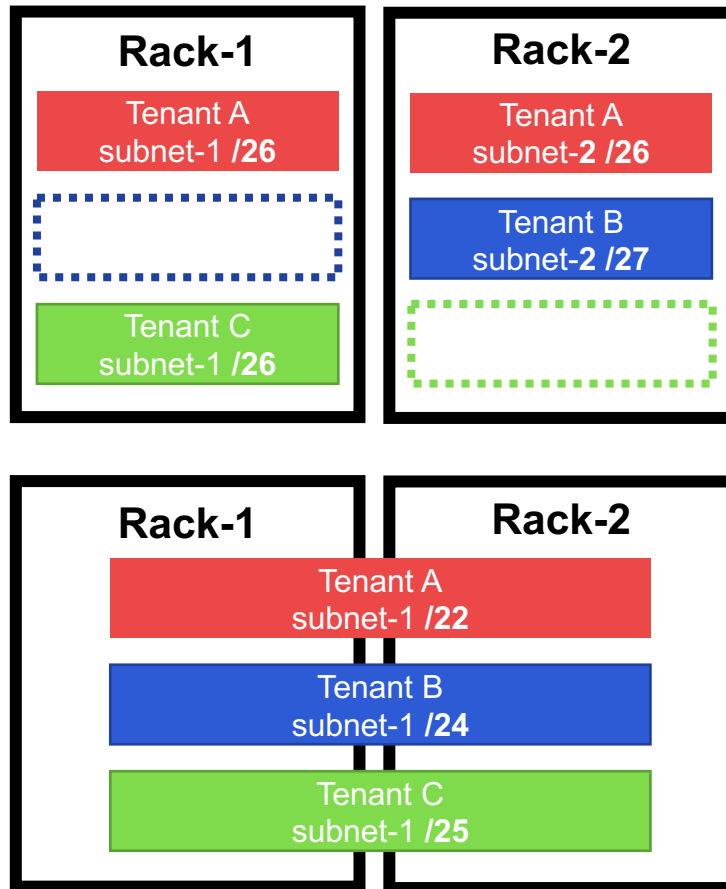 Rack-1
Tenant A
subnet-1 /26
Tenant C
subnet-1 /26
Rack-2
Tenant A
subnet-2 /26
Tenant B
subnet-2 /27
Rack-1
Rack-2
Tenant A
subnet-1 /22
Tenant B
subnet-1 /24
Tenant C
subnet-1 /25